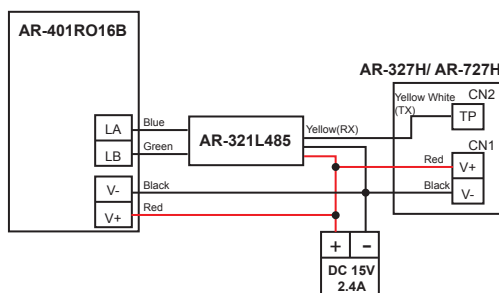 AR-401RO16B
AR-327H/ AR-727H
CN2
Yellow White
(TX)
TP
LA
Blue
AR-321L485
Yellow(RX)
LB
Green
CN1
Red
V+
V-
Black
Black
V-
V+
Red
+
-
DC 15V
2.4A